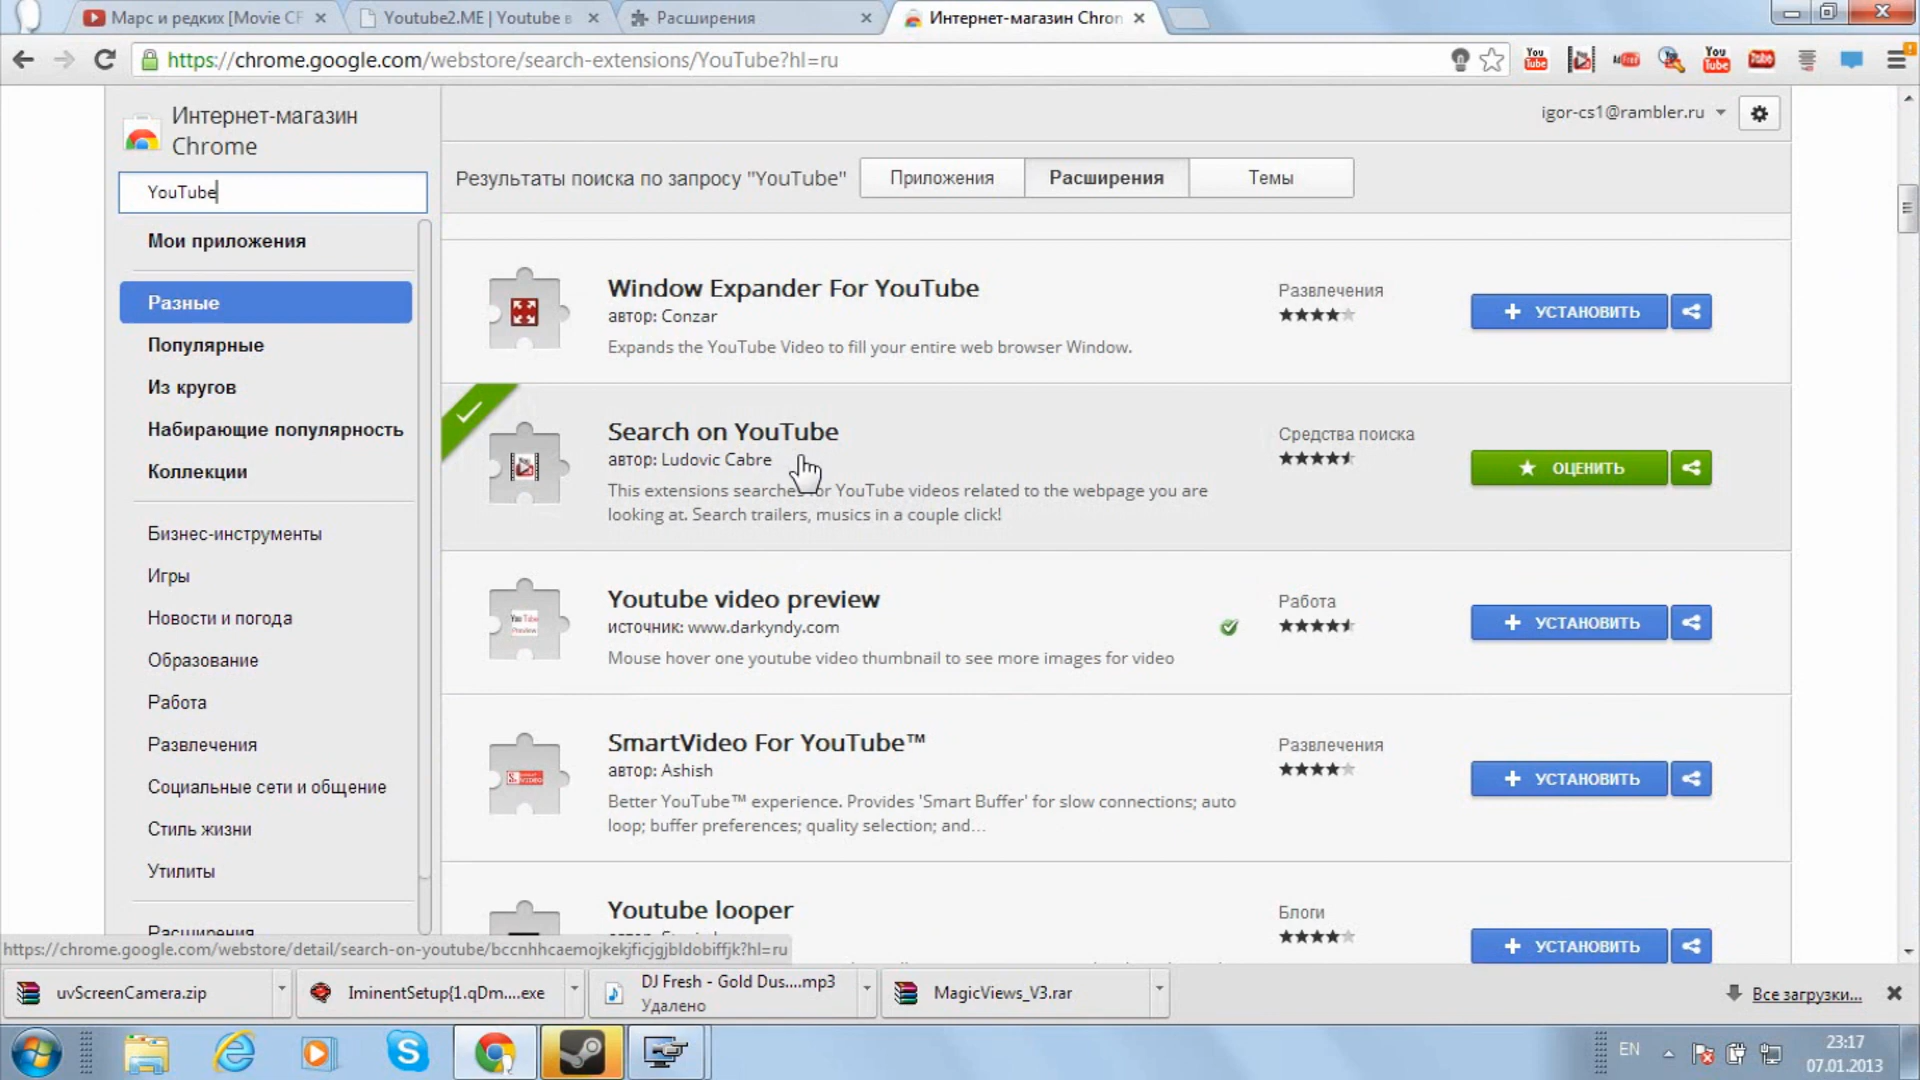 Марс и редких [Movie CF
Youtube2.ME | Youtube в
Расширения
Интернет-магазин Chron
https://chrome.google.com/webstore/search-extensions/YouTube?hl=ru
Интернет-магазин
Chrome
igor-cs1@rambler.ru
YouTube
Результаты поиска по запросу "YouTube"
Приложения
Расширения
Темы
Мои приложения
Разные
Популярные
Из кругов
Набирающие популярность
Коллекции
Бизнес-инструменты
Игры
Новости и погода
Образование
Работа
Развлечения
Социальные сети и общение
Стиль жизни
Утилиты
Расширения
Window Expander For YouTube
автор: Conzar
Expands the YouTube Video to fill your entire web browser Window.
Развлечения
УСТАНОВИТЬ
Search on YouTube
автор: Ludovic Cabre
This extensions searches for YouTube videos related to the webpage you are
looking at. Search trailers, musics in a couple click!
Средства поиска
ОЦЕНИТЬ
Youtube video preview
источник: www.darkyndy.com
Mouse hover one youtube video thumbnail to see more images for video
Работа
УСТАНОВИТЬ
SmartVideo For YouTube™
автор: Ashish
Better YouTube™ experience. Provides 'Smart Buffer' for slow connections; auto
loop; buffer preferences; quality selection; and...
Развлечения
УСТАНОВИТЬ
Youtube looper
Блоги
УСТАНОВИТЬ
https://chrome.google.com/webstore/detail/search-on-youtube/bccnhhcaemojkekjficjgjbldobiffjk?hl=ru
uvScreenCamera.zip
IminentSetup{1.qDm....exe
DJ Fresh - Gold Dus....mp3
Удалено
MagicViews_V3.rar
Все загрузки...
EN
23:17
07.01.2013